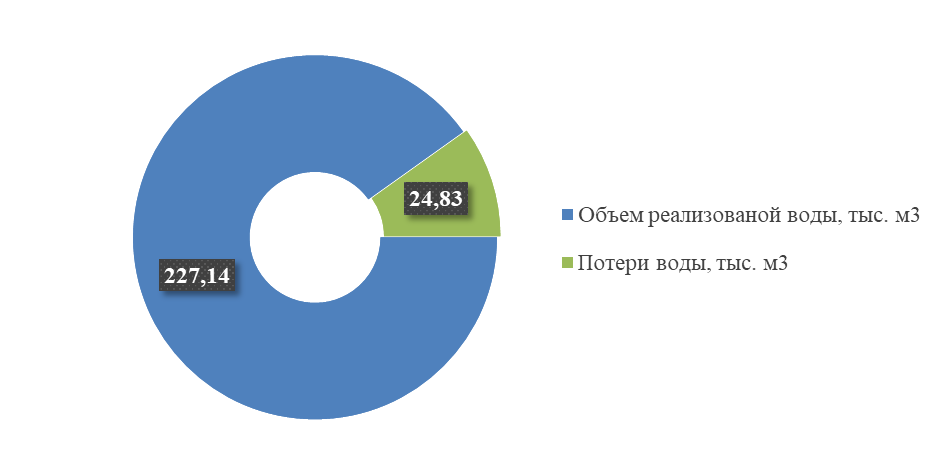 24,83
Объем реализованой воды, тыс. м3
Потери воды, тыс. м3
227,14